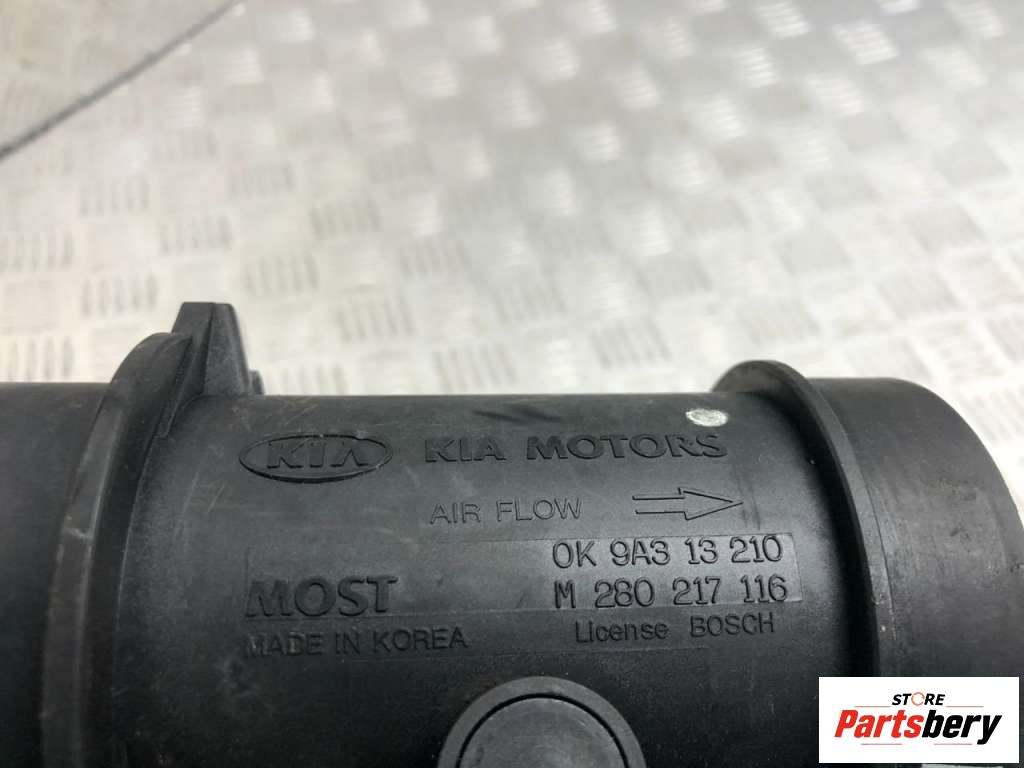 KIA KIA MOTORS
AIR FLOW
0K 9A3 13 210
MOST M 280 217 116
MADE IN KOREA License BOSCH
STORE
Partsbery